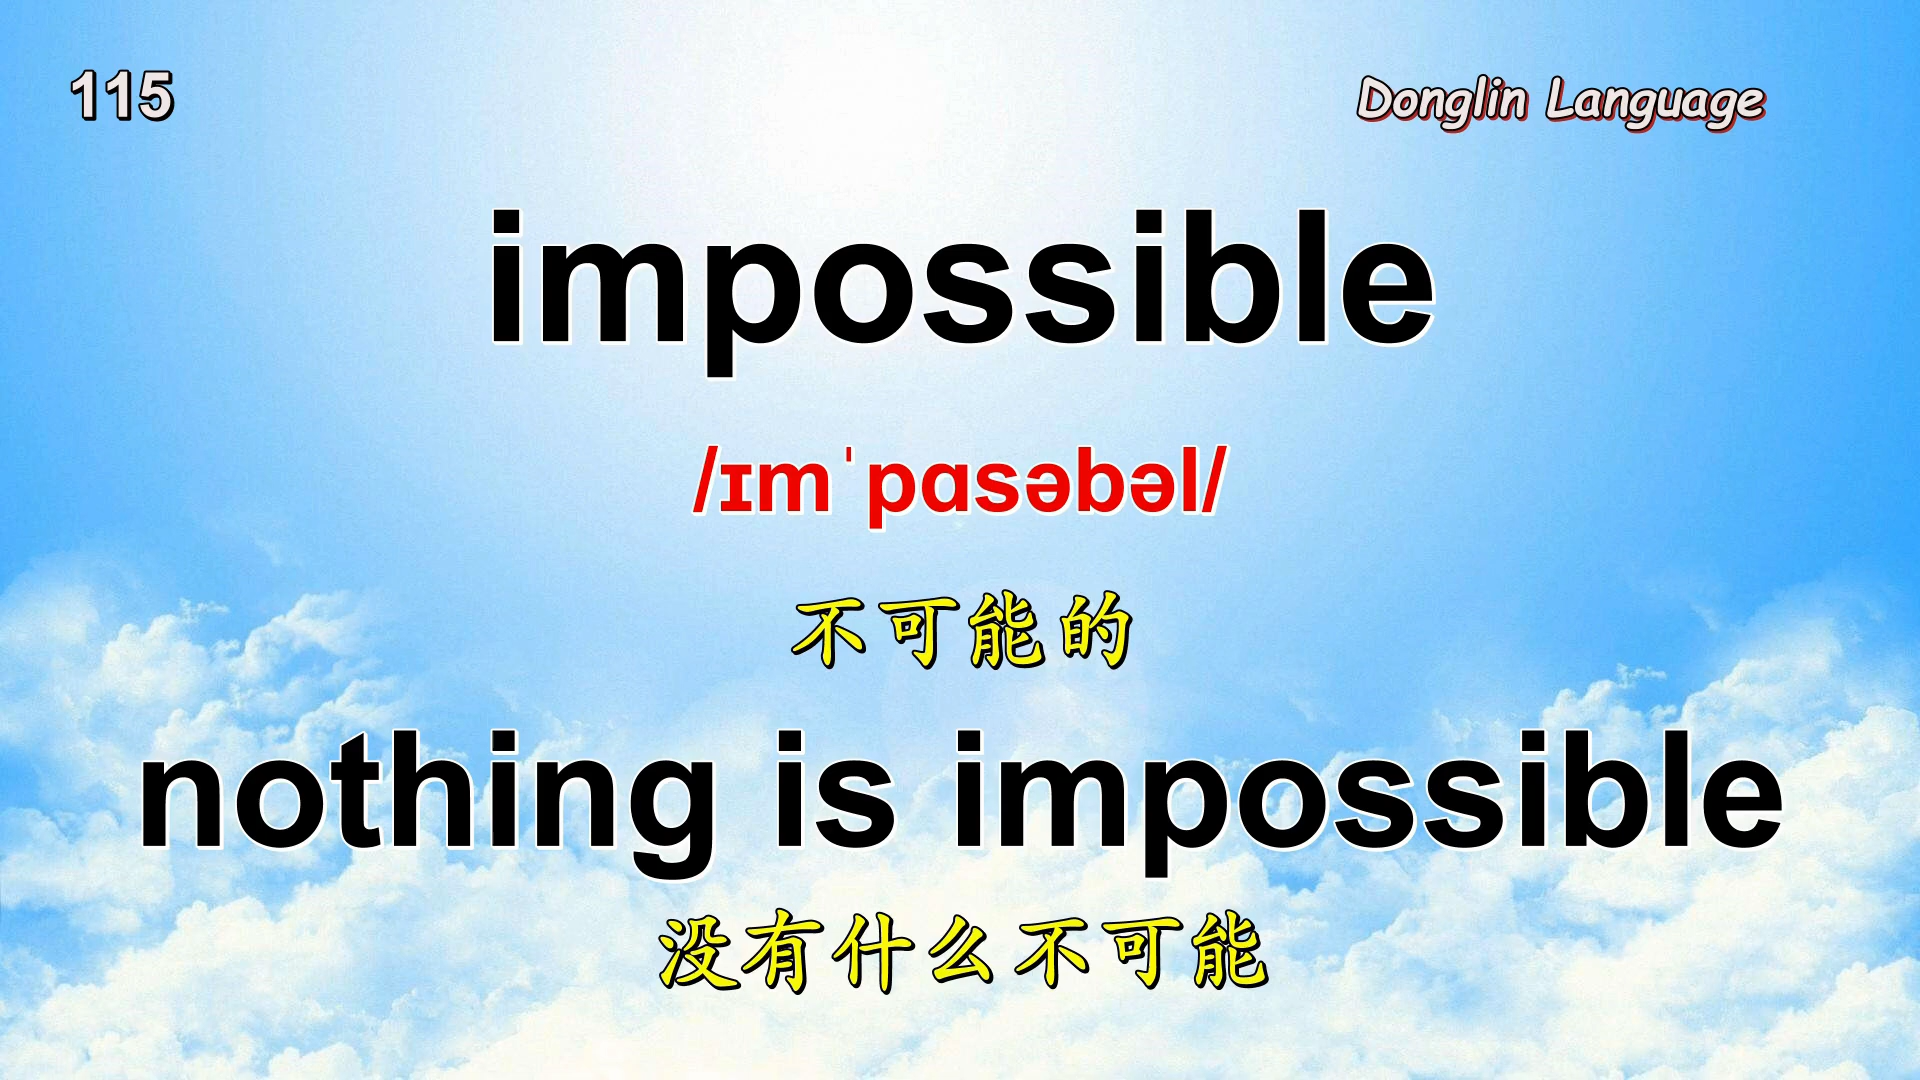 115
Donglin Language
impossible
/ɪmˈpɑsəbəl/
不可能的
nothing is impossible
没有什么不可能